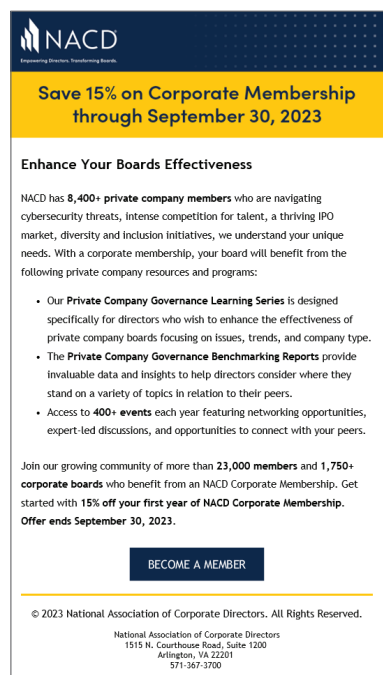 NACD
Empowering Directors. Transforming Boards.
Save 15% on Corporate Membership
through September 30, 2023
Enhance Your Boards Effectiveness
NACD has 8,400+ private company members who are navigating
cybersecurity threats, intense competition for talent, a thriving IPO
market, diversity and inclusion initiatives, we understand your unique
needs. With a corporate membership, your board will benefit from the
following private company resources and programs:
• Our Private Company Governance Learning Series is designed
specifically for directors who wish to enhance the effectiveness of
private company boards focusing on issues, trends, and company type.
• The Private Company Governance Benchmarking Reports provide
invaluable data and insights to help directors consider where they
stand on a variety of topics in relation to their peers.
• Access to 400+ events each year featuring networking opportunities,
expert-led discussions, and opportunities to connect with your peers.
Join our growing community of more than 23,000 members and 1,750+
corporate boards who benefit from an NACD Corporate Membership. Get
started with 15% off your first year of NACD Corporate Membership.
Offer ends September 30, 2023.
BECOME A MEMBER
© 2023 National Association of Corporate Directors. All Rights Reserved.
National Association of Corporate Directors
1515 N. Courthouse Road, Suite 1200
Arlington, VA 22201
571-367-3700